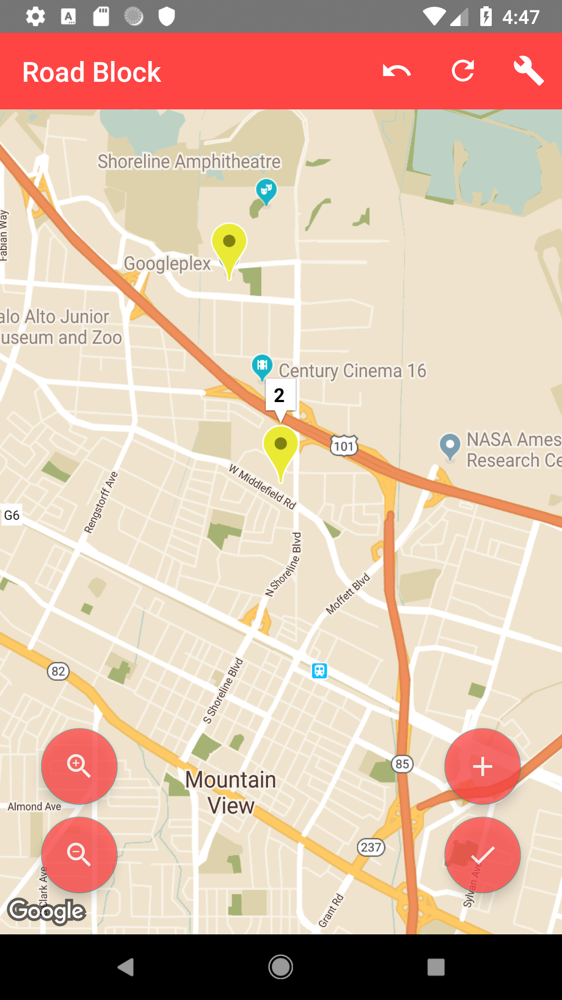 4:47
Road Block
Shoreline Amphitheatre
Fabian Way
Googleplex
alo Alto Junior
useum and Zoo
Century Cinema 16
2
101
NASA Ames
Research Ce
W Middlefield Rd
Rengstorff Ave
G6
N Shoreline Blvd
Moffett Blvd
82
S Shoreline Blvd
85
Mountain
View
Almond Ave
237
Clark Ave
Sylvan Ave
Grant Rd
Google